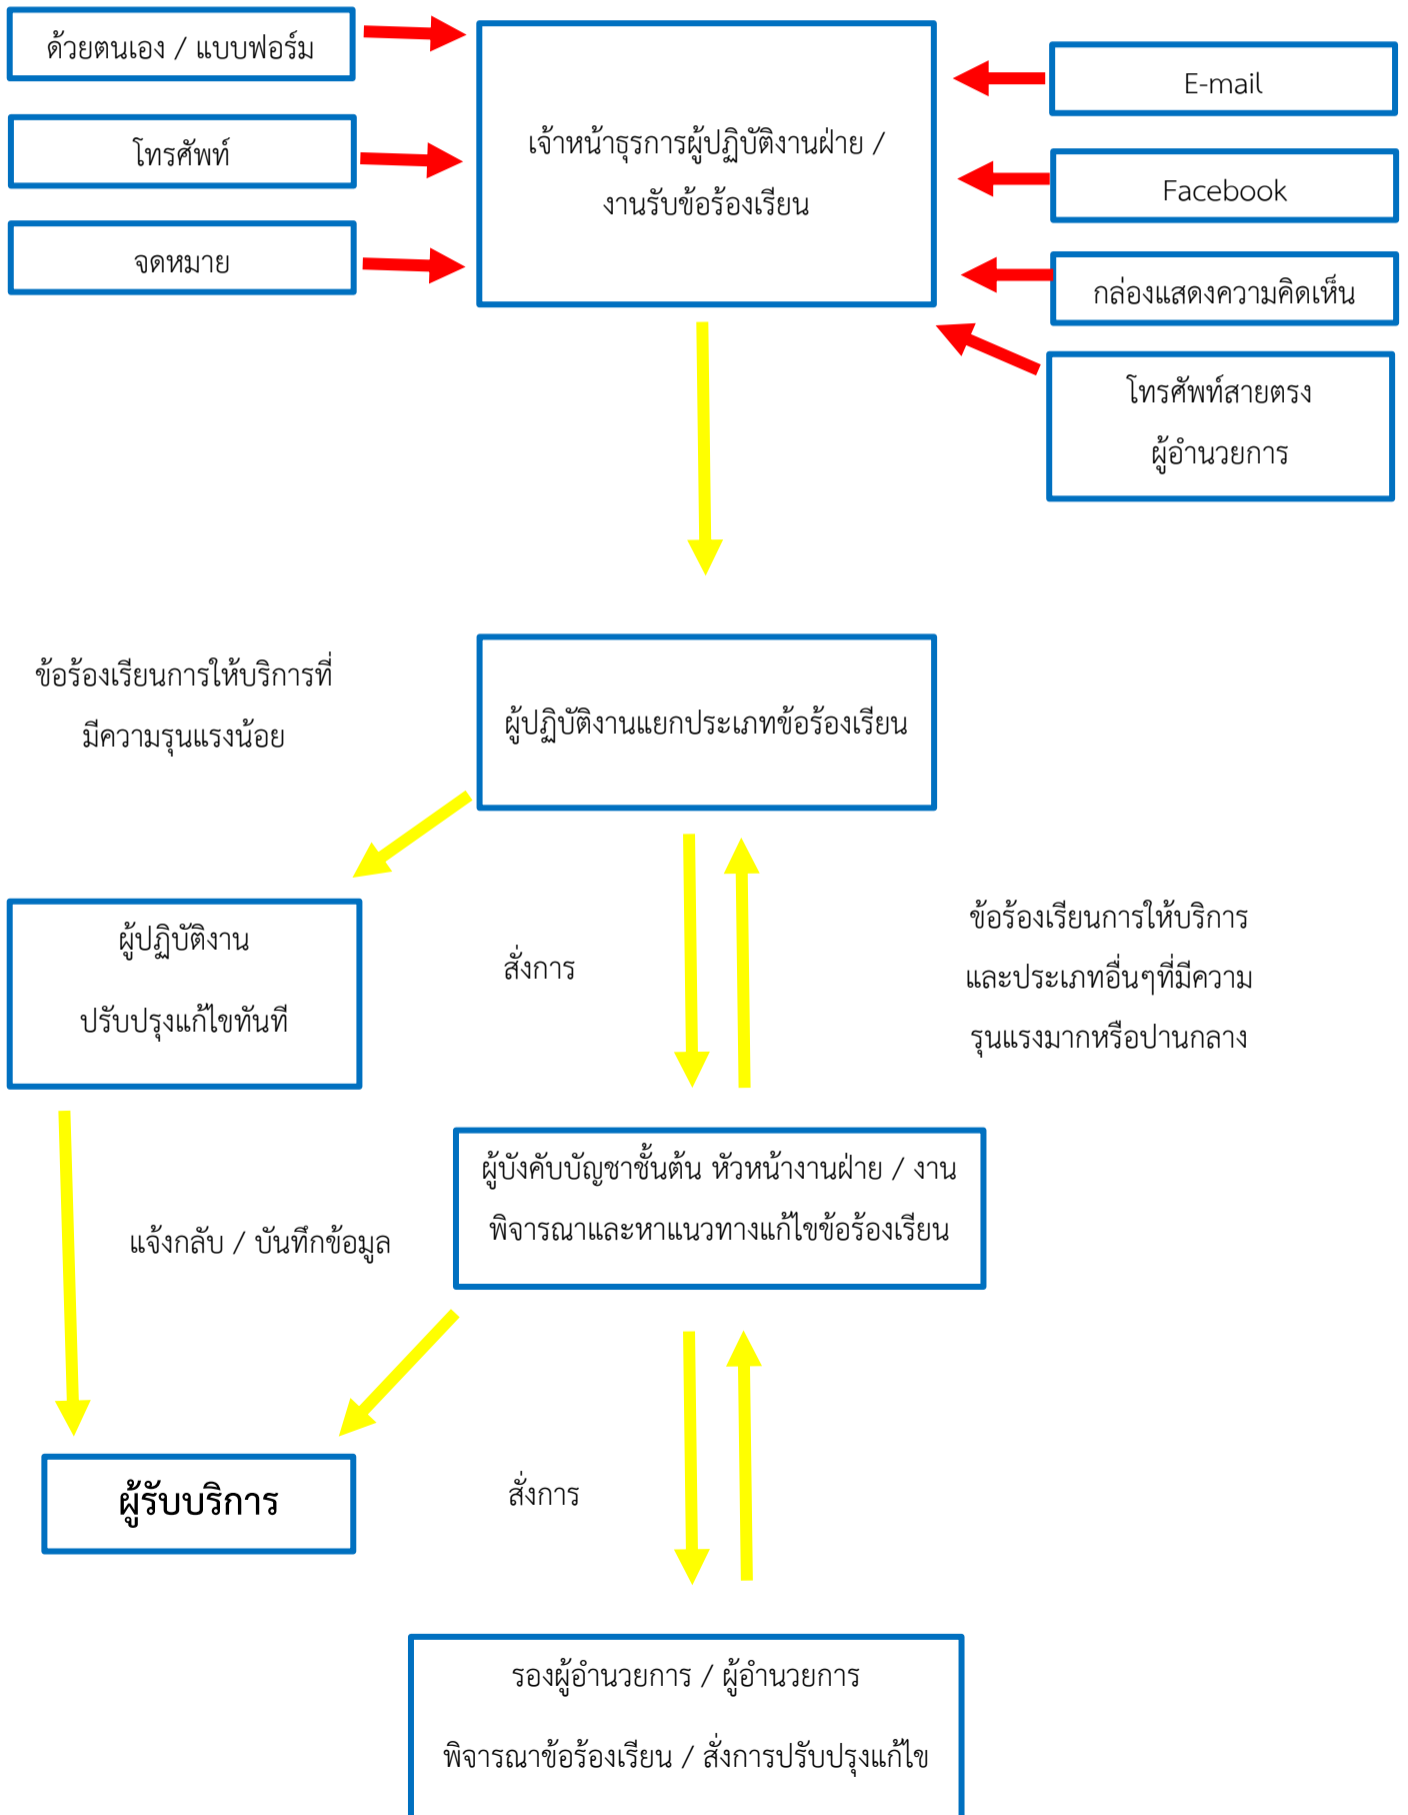 ด้วยตนเอง / แบบฟอร์ม
โทรศัพท์
จดหมาย
เจ้าหน้าธุรการผู้ปฏิบัติงานฝ่าย /
งานรับข้อร้องเรียน
E-mail
Facebook
กล่องแสดงความคิดเห็น
โทรศัพท์สายตรง
ผู้อำนวยการ
ข้อร้องเรียนการให้บริการที่
มีความรุนแรงน้อย
ผู้ปฏิบัติงานแยกประเภทข้อร้องเรียน
ผู้ปฏิบัติงาน
ปรับปรุงแก้ไขทันที
สั่งการ
ข้อร้องเรียนการให้บริการ
และประเภทอื่นๆที่มีความ
รุนแรงมากหรือปานกลาง
ผู้บังคับบัญชาชั้นต้น หัวหน้างานฝ่าย / งาน
พิจารณาและหาแนวทางแก้ไขข้อร้องเรียน
แจ้งกลับ / บันทึกข้อมูล
ผู้รับบริการ
สั่งการ
รองผู้อำนวยการ / ผู้อำนวยการ
พิจารณาข้อร้องเรียน / สั่งการปรับปรุงแก้ไข